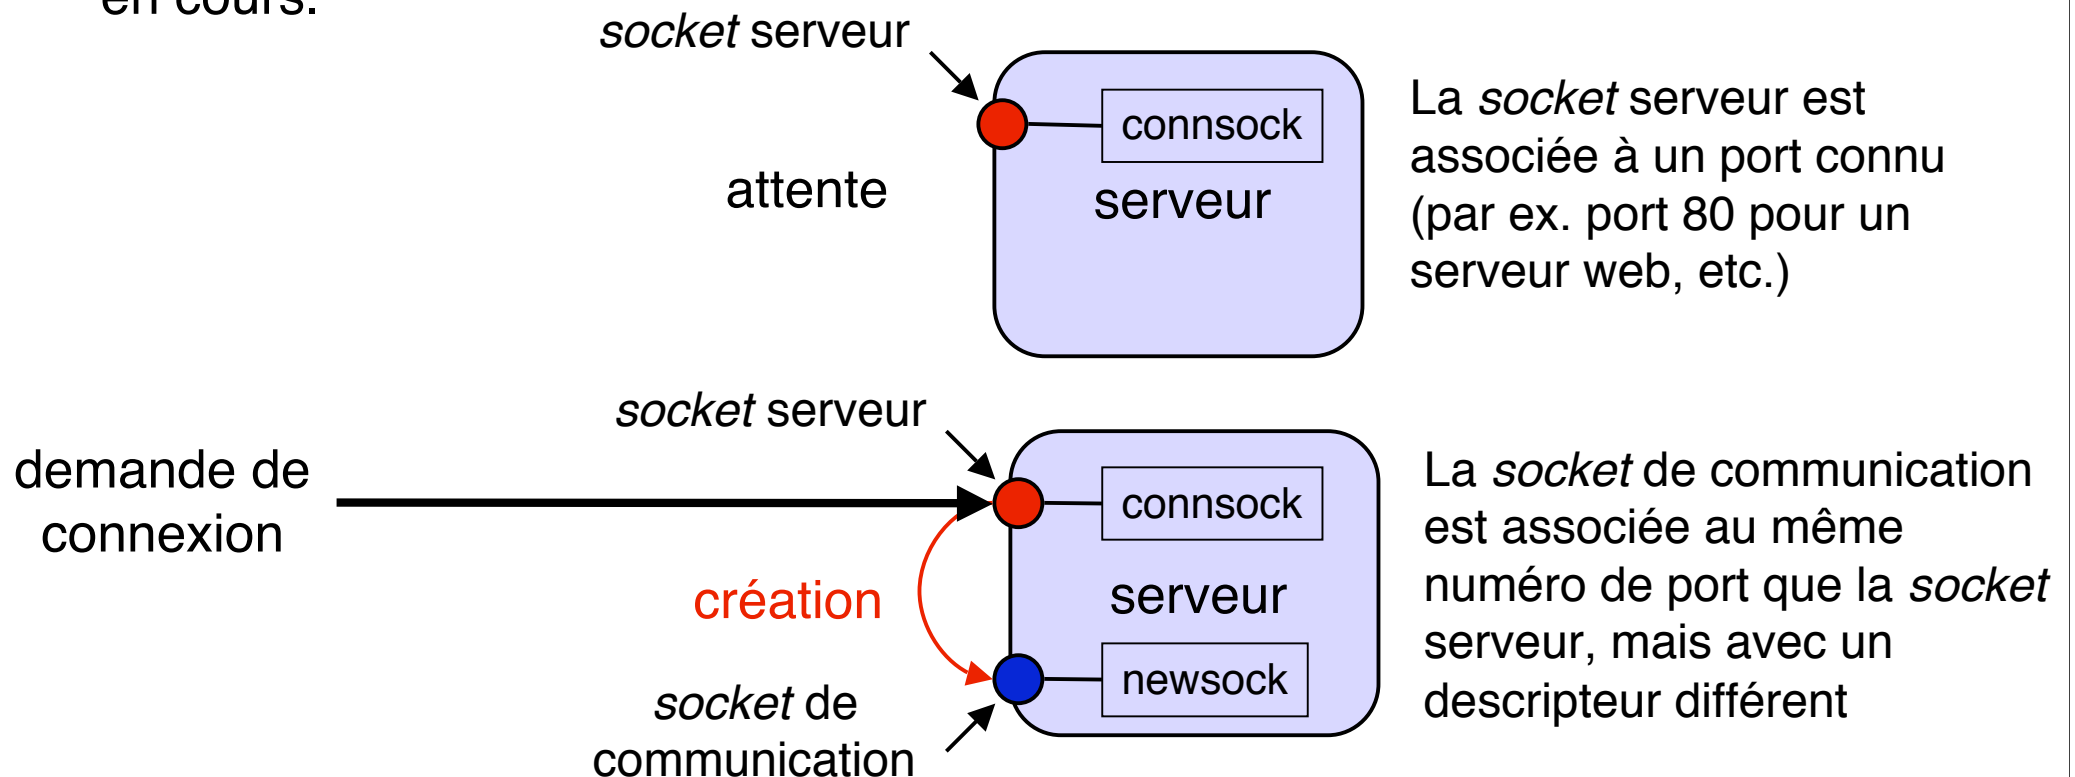 en cours.
socket serveur
connsock
attente
serveur
La socket serveur est
associée à un port connu
(par ex. port 80 pour un
serveur web, etc.)
socket serveur
demande de
connexion
connsock
création
serveur
newsock
socket de
communication
La socket de communication
est associée au même
numéro de port que la socket
serveur, mais avec un
descripteur différent